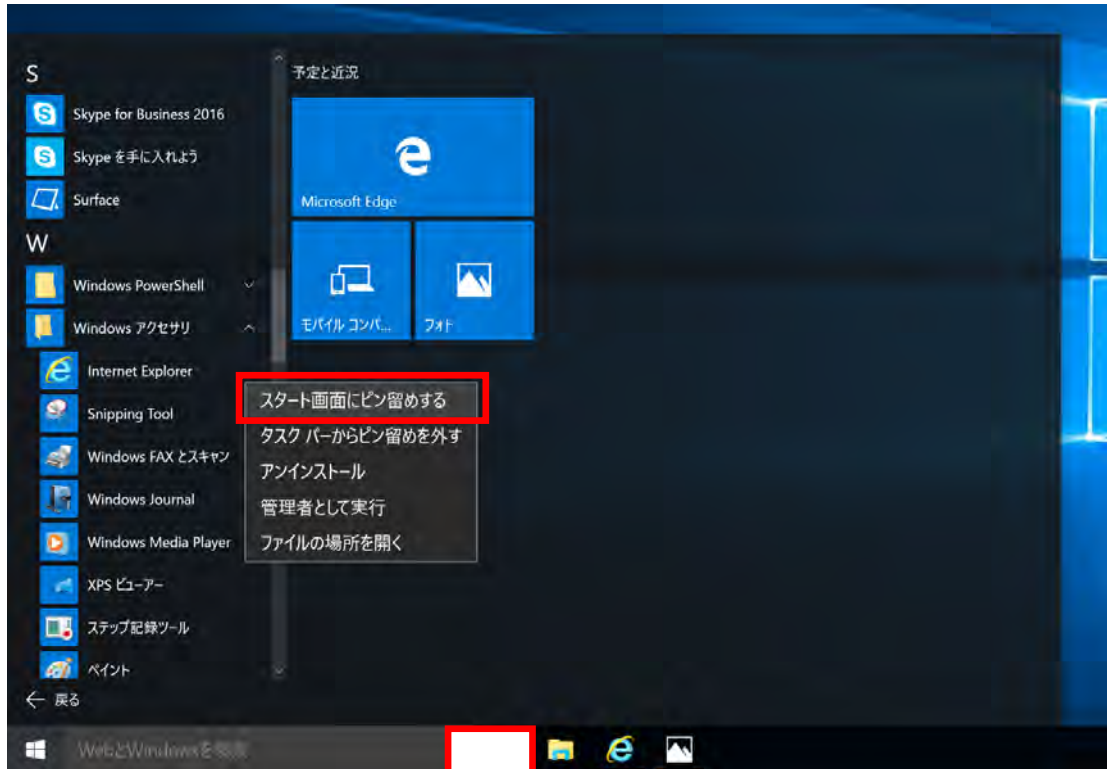 S
Skype for Business 2016
Skype を手に入れよう
Surface
W
Windows PowerShell
Windows アクセサリ
Internet Explorer
Snipping Tool
Windows FAX とスキャン
Windows Journal
Windows Media Player
XPS ビューアー
ステップ記録ツール
ペイント
戻る
予定と近況
Microsoft Edge
モバイル コンパ...
フォト
スタート画面にピン留めする
タスク バーからピン留めを外す
アンインストール
管理者として実行
ファイルの場所を開く
WebとWindowsを検索